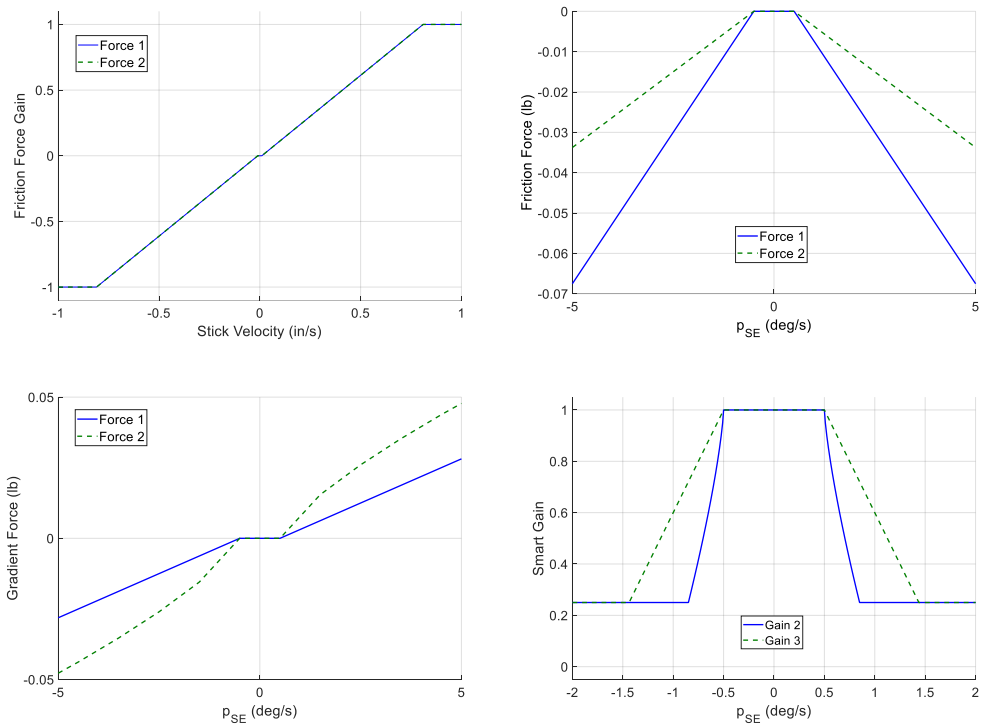 1
0.5
0
-0.5
-1
-1
-0.5
0
0.5
1
Friction Force Gain
Stick Velocity (in/s)
Force 1
Force 2
0
-0.01
-0.02
-0.03
-0.04
-0.05
-0.06
-0.07
-5
0
5
Friction Force (lb)
p_SE (deg/s)
Force 1
Force 2
0.05
0
-0.05
-5
0
5
Gradient Force (lb)
p_SE (deg/s)
Force 1
Force 2
1
0.8
0.6
0.4
0.2
0
-2
-1.5
-1
-0.5
0
0.5
1
1.5
2
Smart Gain
p_SE (deg/s)
Gain 2
Gain 3